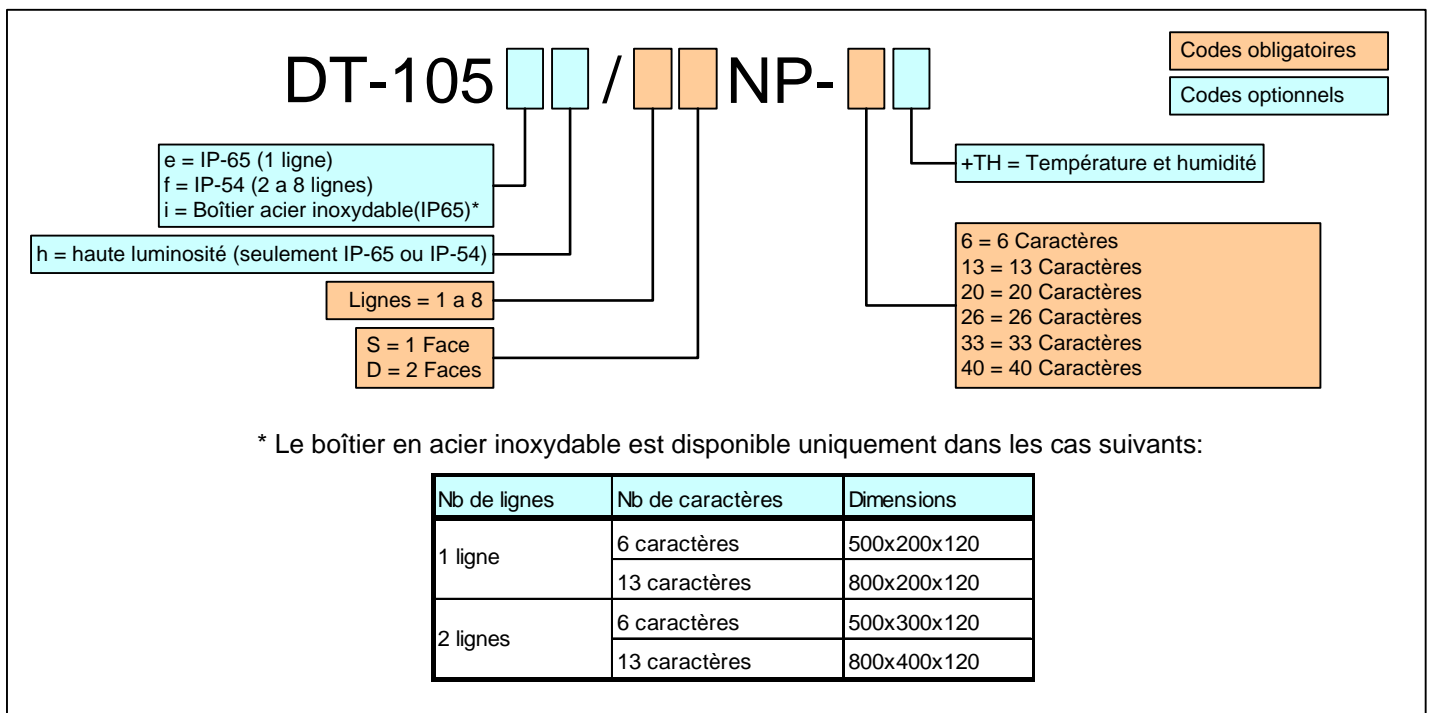 DT-105 / NP-
Codes obligatoires
Codes optionnels
e = IP-65 (1 ligne)
f = IP-54 (2 a 8 lignes)
i = Boîtier acier inoxydable(IP65)*
+TH = Température et humidité
h = haute luminosité (seulement IP-65 ou IP-54)
Lignes = 1 a 8
S = 1 Face
D = 2 Faces
6 = 6 Caractères
13 = 13 Caractères
20 = 20 Caractères
26 = 26 Caractères
33 = 33 Caractères
40 = 40 Caractères
* Le boîtier en acier inoxydable est disponible uniquement dans les cas suivants:
Nb de lignes Nb de caractères Dimensions
1 ligne
6 caractères 500x200x120
13 caractères 800x200x120
2 lignes
6 caractères 500x300x120
13 caractères 800x400x120